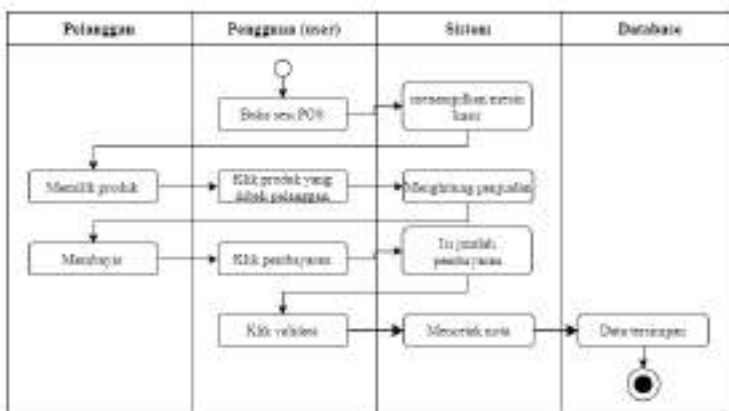 Pelanggan
Pengguna (user)
Sistem
Database
Buka sesi POS
menampilkan mesin
kasir
Memilih produk
Klik produk yang
dibeli pelanggan
Menghitung penjualan
Membayar
Klik pembayaran
Isi jumlah
pembayaran
Klik validasi
Mencetak nota
Data tersimpan